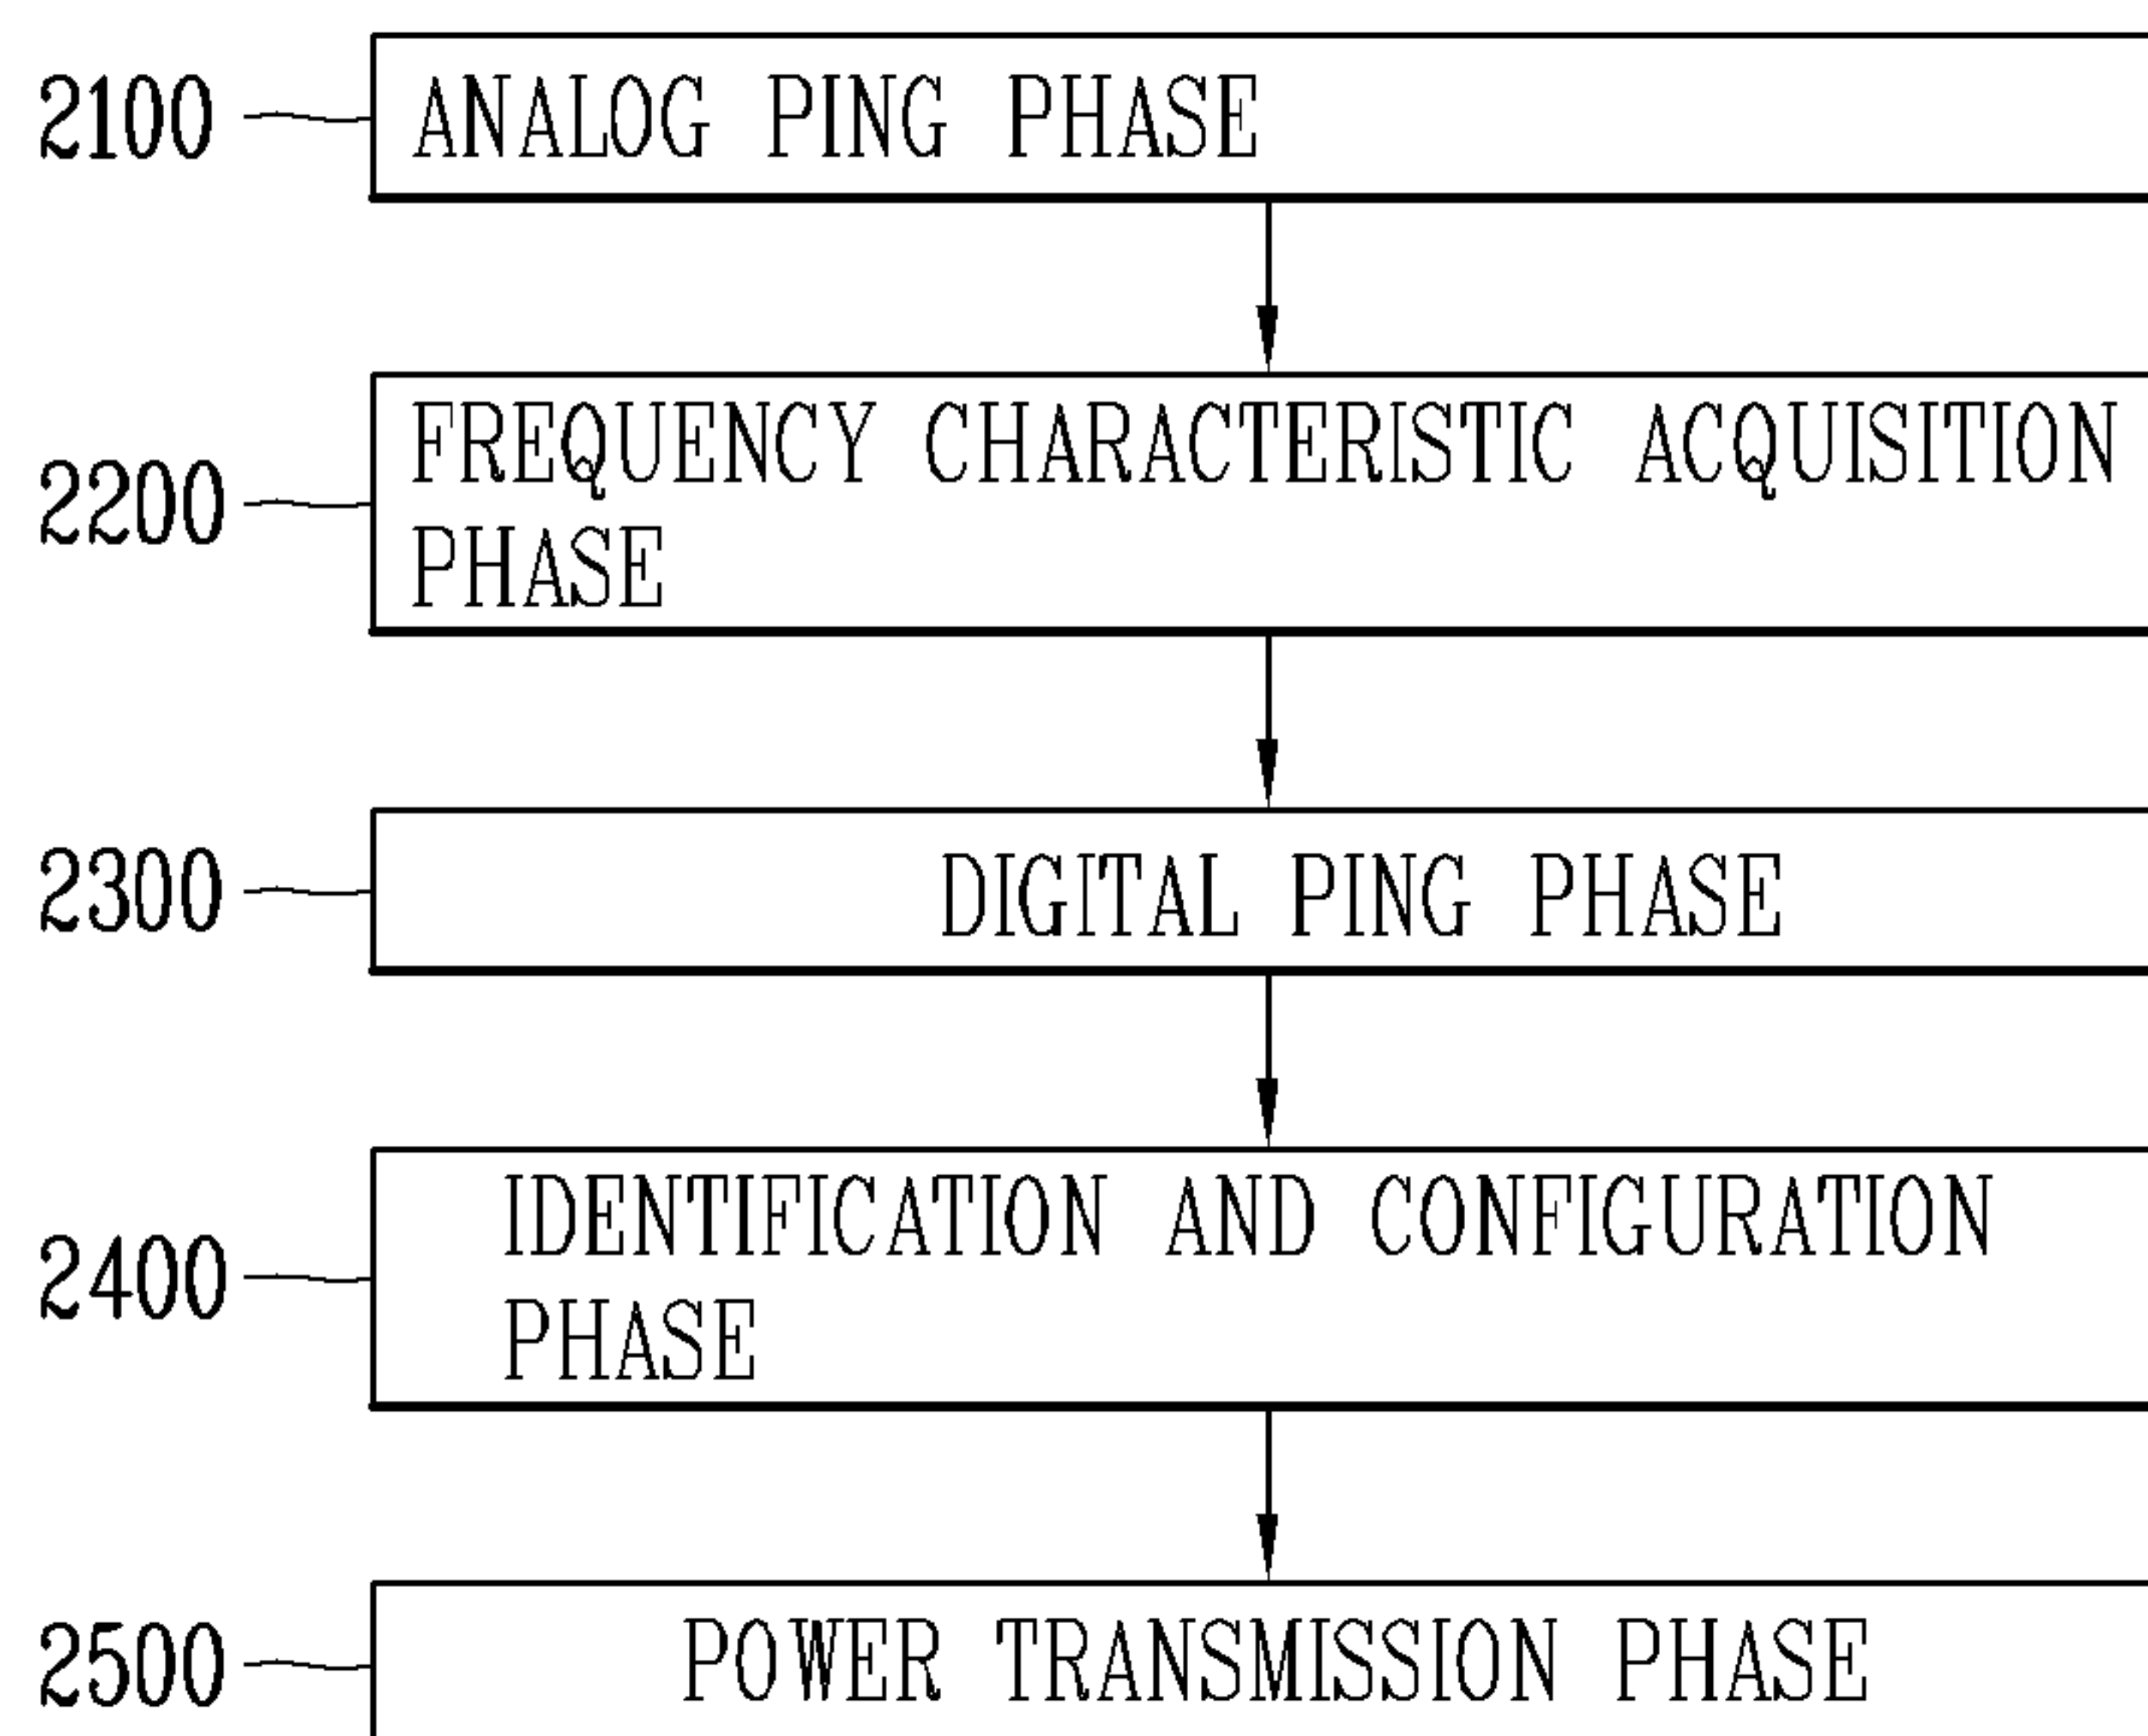 2100 ANALOG PING PHASE
2200 FREQUENCY CHARACTERISTIC ACQUISITION
PHASE
2300 DIGITAL PING PHASE
2400 IDENTIFICATION AND CONFIGURATION
PHASE
2500 POWER TRANSMISSION PHASE